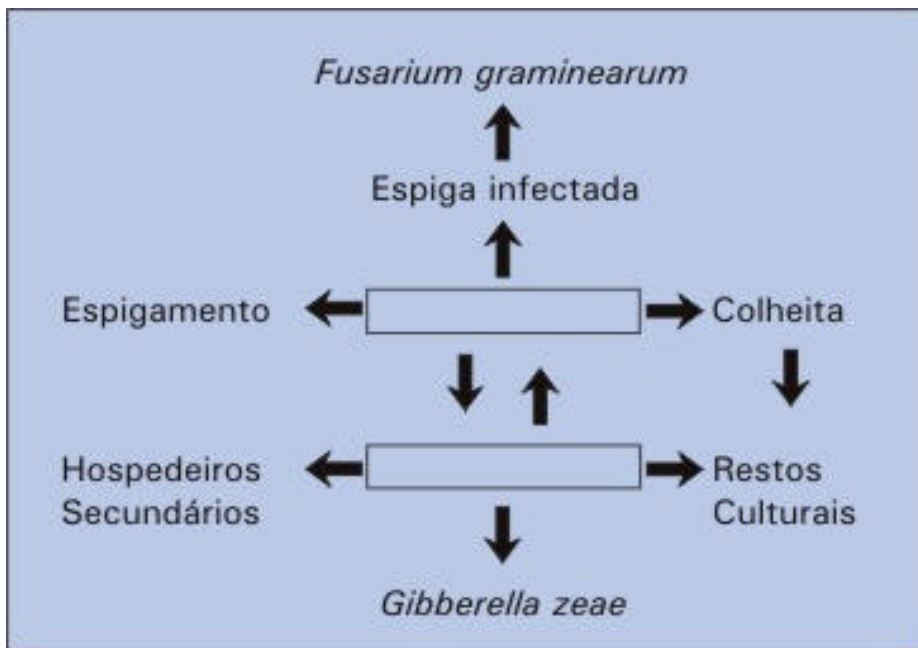 Fusarium graminearum
Espiga infectada
Espigamento
Colheita
Hospedeiros
Secundários
Restos
Culturais
Gibberella zeae